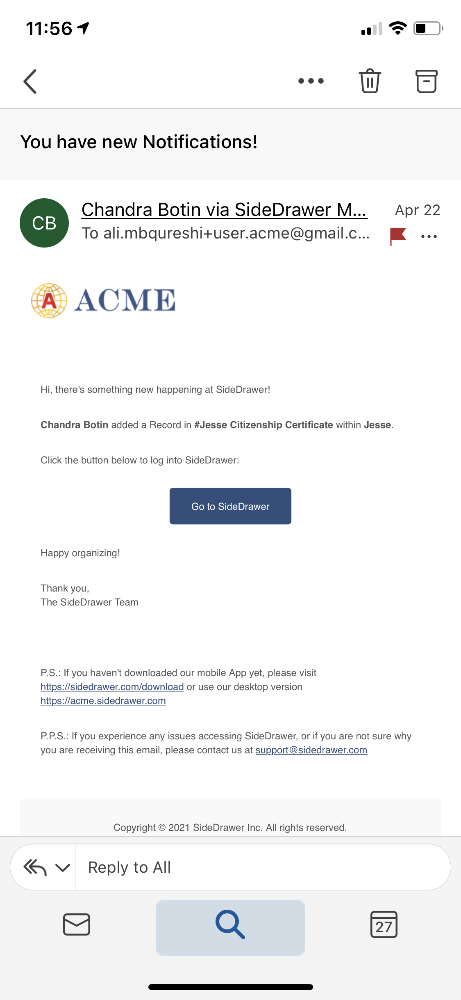 11:56
You have new Notifications!
CB
Chandra Botin via SideDrawer M...
Apr 22
To ali.mbqureshi+user.acme@gmail.c...
A ACME
Hi, there's something new happening at SideDrawer!
Chandra Botin added a Record in #Jesse Citizenship Certificate within Jesse.
Click the button below to log into SideDrawer:
Go to SideDrawer
Happy organizing!
Thank you,
The SideDrawer Team
P.S.: If you haven't downloaded our mobile App yet, please visit
https://sidedrawer.com/download or use our desktop version
https://acme.sidedrawer.com
P.P.S.: If you experience any issues accessing SideDrawer, or if you are not sure why
you are receiving this email, please contact us at support@sidedrawer.com
Copyright © 2021 SideDrawer Inc. All rights reserved.
Reply to All
27